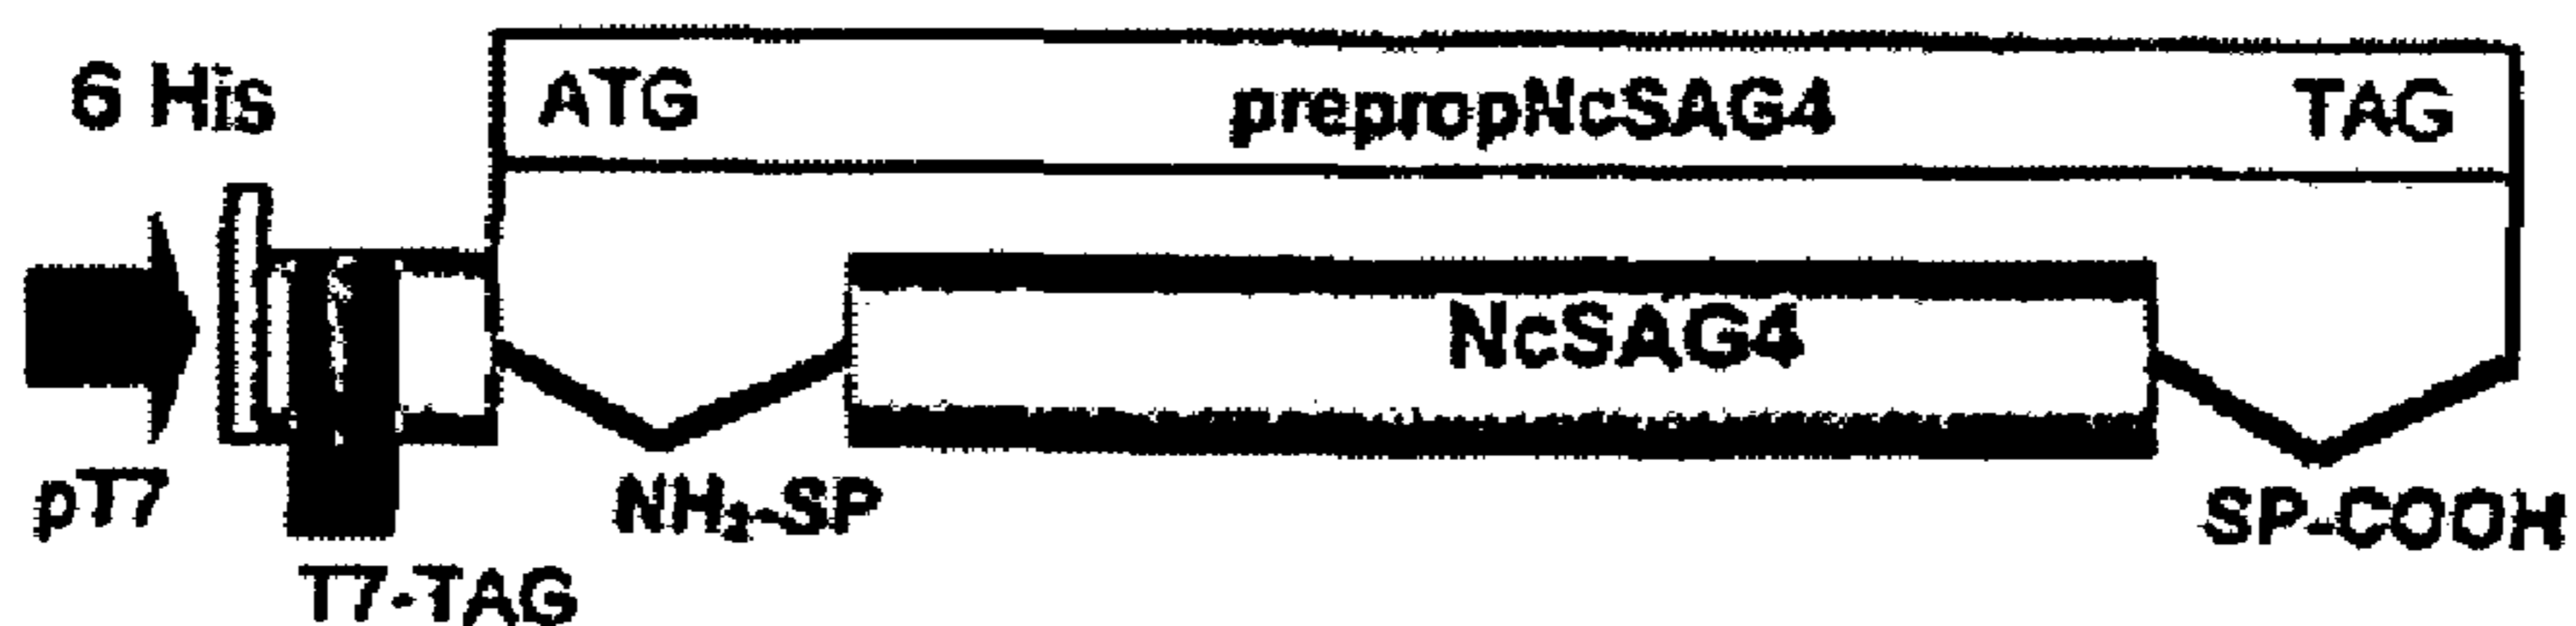 6 His
ATG
prepropNcSAG4
TAG
NcSAG4
pT7
NH₂-SP
SP-COOH
T7-TAG